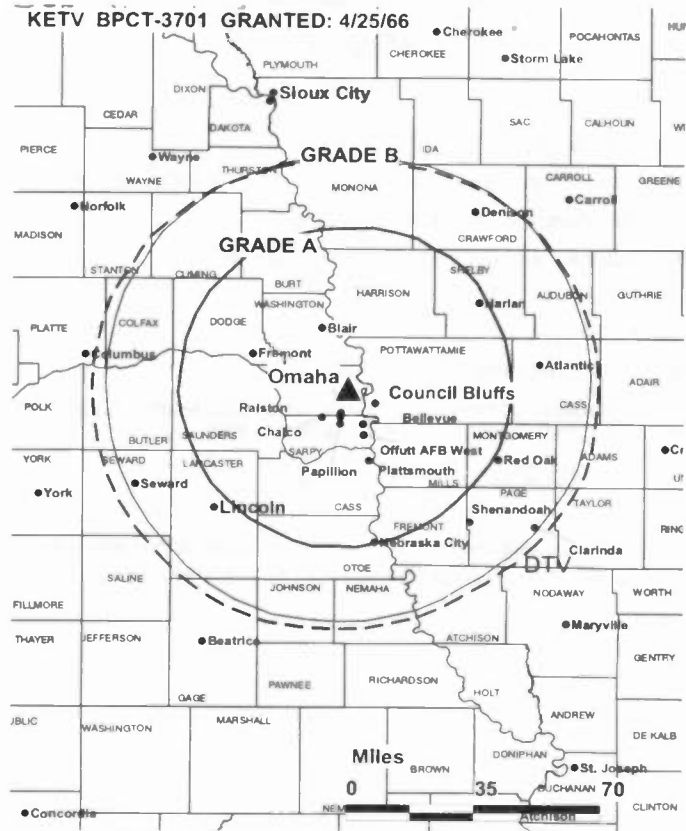 KETV BPCT-3701 GRANTED: 4/25/66
Cherokee
POCAHONTAS
CHEROKEE
Storm Lake
PLYMOUTH
DIXON
Sioux City
CEDAR
SAC
CALHOUN
DAKOTA
PIERCE
Wayne
GRADE B
IDA
THURSTON
WAYNE
MONONA
CARROLL
GREENE
Norfolk
Denison
Carroll
MADISON
GRADE A
CRAWFORD
STANTON
CUMING
SHELBY
BURT
HARRISON
AUDUBON
GUTHRIE
WASHINGTON
Harlan
PLATTE
COLFAX
DODGE
Blair
POTTAWATTAMIE
Columbus
Fremont
Atlantic
Omaha
ADAIR
Council Bluffs
CASS
POLK
Ralston
Bellevue
Chalco
BUTLER
SAUNDERS
MONTGOMERY
SARPY
Offutt AFB West
YORK
SEWARD
LANCASTER
Papillion
Plattsmouth
Red Oak
ADAMS
MILLS
York
Seward
PAGE
TAYLOR
Lincoln
CASS
Shenandoah
FREMONT
RING
Nebraska City
Clarinda
OTOE
DTV
SALINE
JOHNSON
NEMAHA
NODAWAY
WORTH
FILLMORE
Maryville
THAYER
JEFFERSON
Beatrice
ATCHISON
GENTRY
RICHARDSON
PAWNEE
HOLT
GAGE
ANDREW
UBLIC
WASHINGTON
MARSHALL
DE KALB
Miles
DONIPHAN
BROWN
St. Joseph
0 35 70
BUCHANAN
Concordia
NEM
Atchison
CLINTON